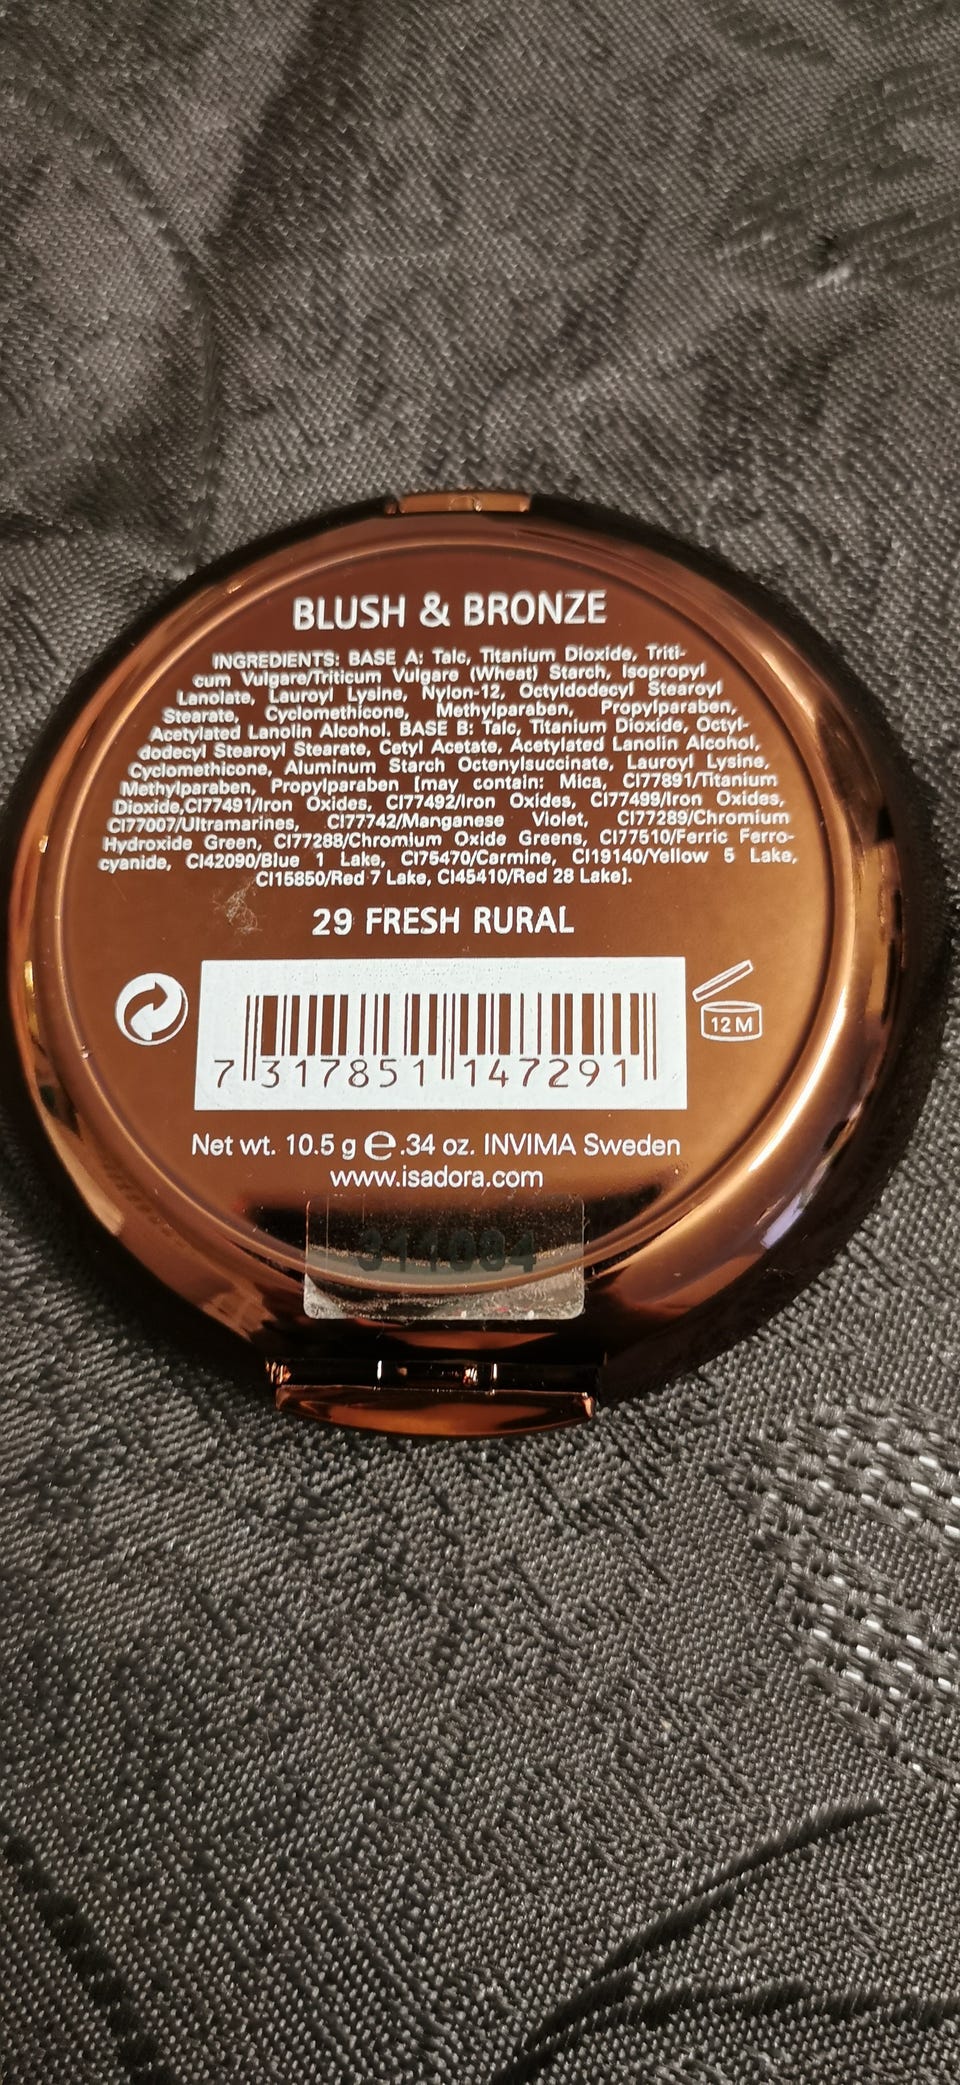 BLUSH & BRONZE
INGREDIENTS: BASE A: Talc, Titanium Dioxide, Triti-
cum Vulgare/Triticum Vulgare (Wheat) Starch, Isopropyl
Lanolate, Lauroyl Lysine, Nylon-12, Octyldodecyl Stearoyl
Stearate, Cyclomethicone, Methylparaben, Propylparaben,
Acetylated Lanolin Alcohol. BASE B: Talc, Titanium Dioxide, Octyl-
dodecyl Stearoyl Stearate, Cetyl Acetate, Acetylated Lanolin Alcohol,
Cyclomethicone, Aluminum Starch Octenylsuccinate, Lauroyl Lysine,
Methylparaben, Propylparaben [may contain: Mica, CI77891/Titanium
Dioxide,CI77491/Iron Oxides, CI77492/Iron Oxides, CI77499/Iron Oxides,
CI77007/Ultramarines, CI77742/Manganese Violet, CI77289/Chromium
Hydroxide Green, CI77288/Chromium Oxide Greens, CI77510/Ferric Ferro-
cyanide, CI42090/Blue 1 Lake, CI75470/Carmine, CI19140/Yellow 5 Lake,
CI15850/Red 7 Lake, CI45410/Red 28 Lake].
29 FRESH RURAL
12 M
7 317851 147291
Net wt. 10.5 g e .34 oz. INVIMA Sweden
www.isadora.com